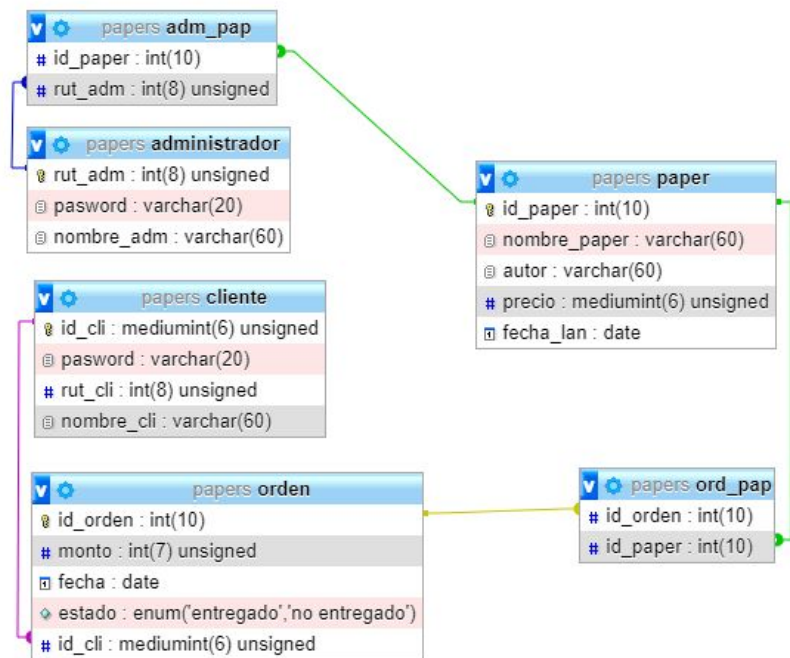 papers adm_pap
id_paper : int(10)
rut_adm : int(8) unsigned
papers administrador
rut_adm : int(8) unsigned
pasword : varchar(20)
nombre_adm : varchar(60)
papers paper
id_paper : int(10)
nombre_paper : varchar(60)
autor : varchar(60)
precio : mediumint(6) unsigned
fecha_lan : date
papers cliente
id_cli : mediumint(6) unsigned
pasword : varchar(20)
rut_cli : int(8) unsigned
nombre_cli : varchar(60)
papers orden
id_orden : int(10)
monto : int(7) unsigned
fecha : date
estado : enum('entregado','no entregado')
id_cli : mediumint(6) unsigned
papers ord_pap
id_orden : int(10)
id_paper : int(10)